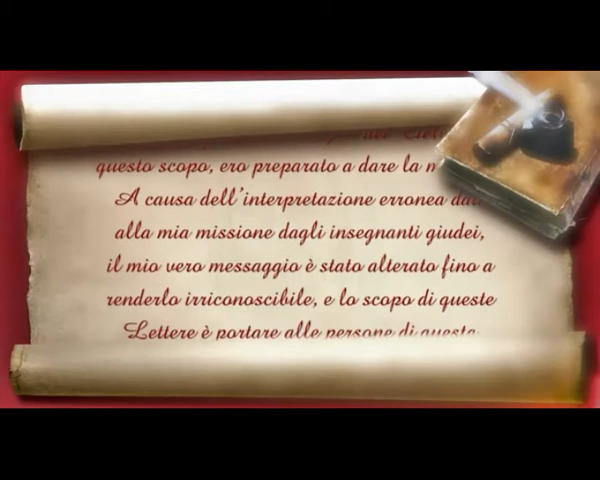 questo scopo, ero preparato a dare la
A causa dell'interpretazione erronea
alla mia missione dagli insegnanti giudei,
il mio vero messaggio è stato alterato fino a
renderlo irriconoscibile, e lo scopo di queste
Lettere è portare alle persone di questa